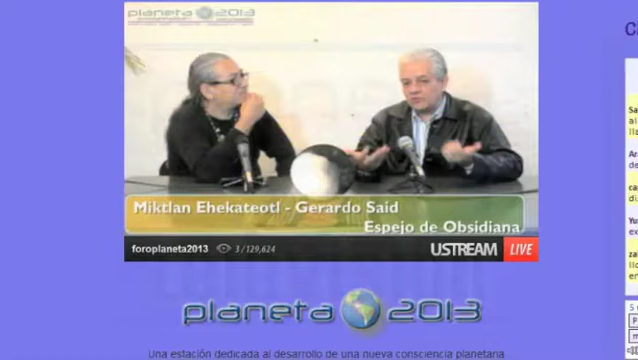 planeta 2013
Miktlan Ehekateotl - Gerardo Said
Espejo de Obsidiana
foroplaneta2013 3/129,624 USTREAM LIVE
planeta 2013
Una estación dedicada al desarrollo de una nueva consciencia planetaria